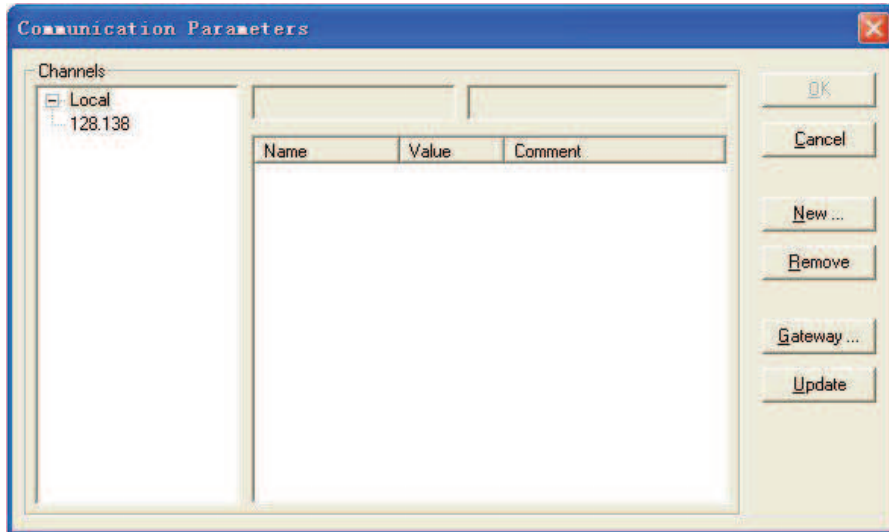 Communication Parameters
Channels
Local
128.138
Name Value Comment
OK
Cancel
New ...
Remove
Gateway ...
Update